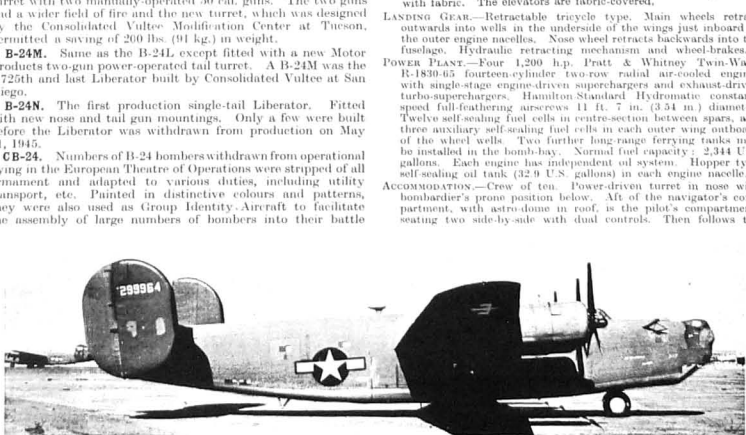 turret with two manually-operated 50 cal. guns. The two guns
had a wider field of fire and the new turret, which was designed
by the Consolidated Vultee Modification Center at Tucson,
permitted a saving of 200 lbs. (91 kg.) in weight.
B-24M. Same as the B-24L except fitted with a new Motor
Products two-gun power-operated tail turret. A B-24M was the
725th and last Liberator built by Consolidated Vultee at San
iego.
B-24N. The first production single-tail Liberator. Fitted
ith new nose and tail gun mountings. Only a few were built
efore the Liberator was withdrawn from production on May
1, 1945.
CB-24. Numbers of B-24 bombers withdrawn from operational
ying in the European Theatre of Operations were stripped of all
rmament and adapted to various duties, including utility
ansport, etc. Painted in distinctive colours and patterns,
hey were also used as Group Identity Aircraft to facilitate
he assembly of large numbers of bombers into their battle
with fabric. The elevators are fabric-covered.
LANDING GEAR.—Retractable tricycle type. Main wheels retra
outwards into wells in the underside of the wings just inboard
the outer engine nacelles. Nose wheel retracts backwards into t
fuselage. Hydraulic retracting mechanism and wheel-brakes.
POWER PLANT.—Four 1,200 h.p. Pratt & Whitney Twin-Wa
R-1830-65 fourteen-cylinder two-row radial air-cooled engin
with single-stage engine-driven superchargers and exhaust-driv
turbo-superchargers. Hamilton Standard Hydromatic constan
speed full-feathering airscrews 11 ft. 7 in. (3.54 m.) diamet
Twelve self-sealing fuel cells in centre-section between spars, a
three auxiliary self-sealing fuel cells in each outer wing outboa
of the wheel wells. Two further long-range ferrying tanks m
be installed in the bomb-bay. Normal fuel capacity : 2,344 U
gallons. Each engine has independent oil system. Hopper ty
self-sealing oil tank (32.9 U.S. gallons) in each engine nacelle.
ACCOMMODATION.—Crew of ten. Power-driven turret in nose wi
bombardier's prone position below. Aft of the navigator's co
partment, with astro-dome in roof, is the pilot's compartme
seating two side-by-side with dual controls. Then follows t
299964